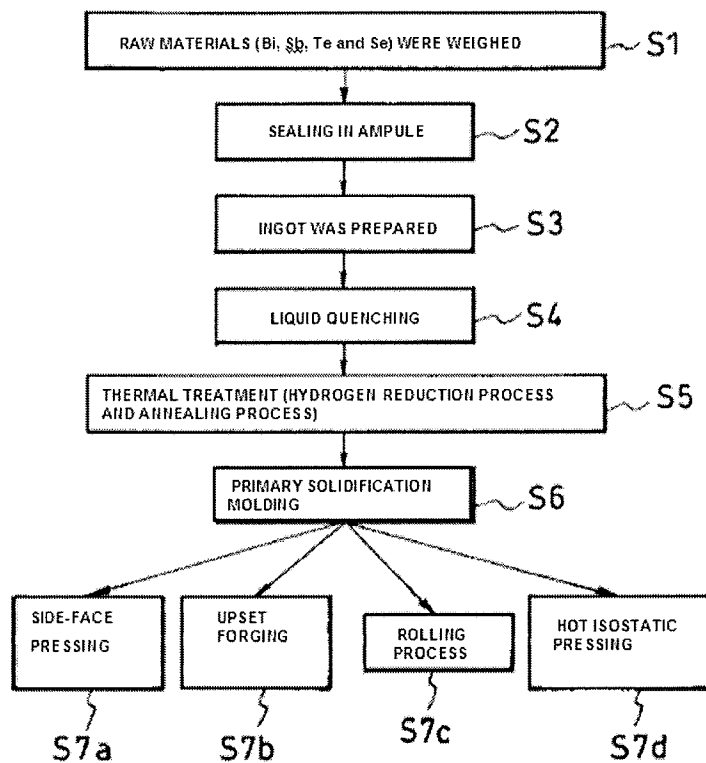 RAW MATERIALS (Bi, Sb, Te and Se) WERE WEIGHED
S1
SEALING IN AMPULE
S2
INGOT WAS PREPARED
S3
LIQUID QUENCHING
S4
THERMAL TREATMENT (HYDROGEN REDUCTION PROCESS
AND ANNEALING PROCESS)
S5
PRIMARY SOLIDIFICATION
MOLDING
S6
SIDE-FACE
PRESSING
UPSET
FORGING
ROLLING
PROCESS
HOT ISOSTATIC
PRESSING
S7a
S7b
S7c
S7d